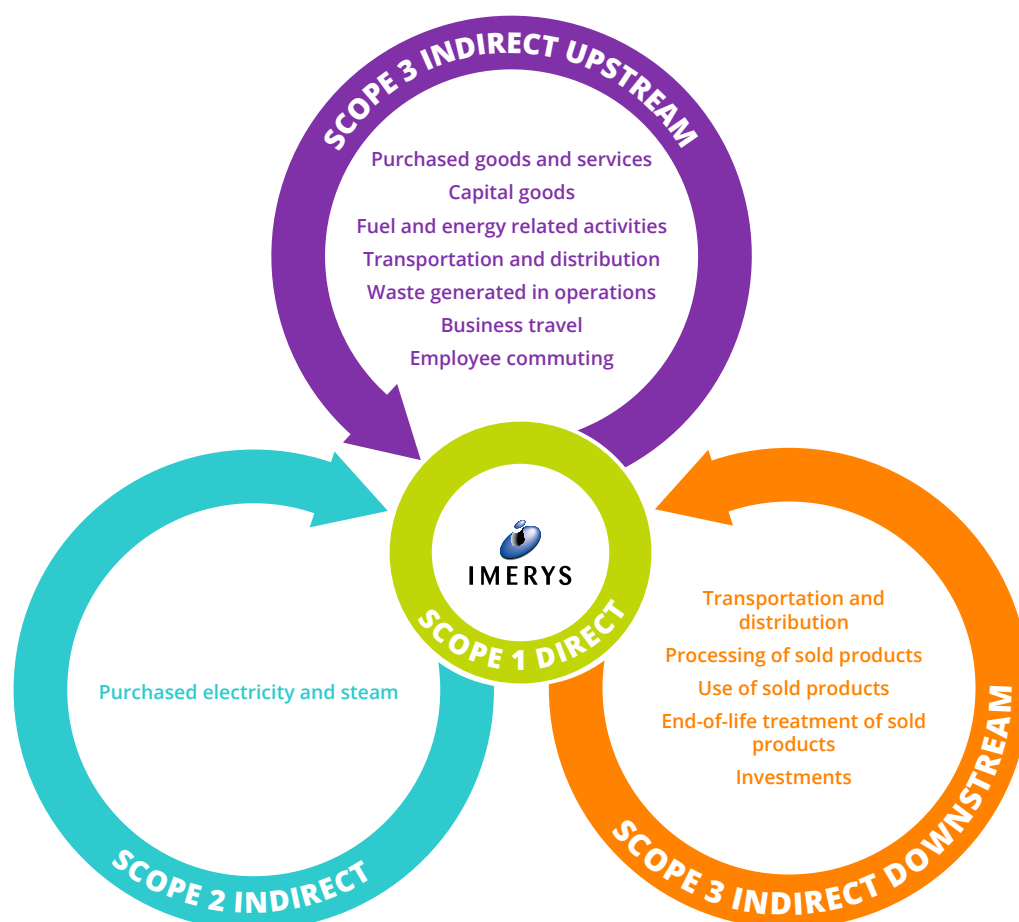 SCOPE 3 INDIRECT UPSTREAM
Purchased goods and services
Capital goods
Fuel and energy related activities
Transportation and distribution
Waste generated in operations
Business travel
Employee commuting
IMERYS
SCOPE 1 DIRECT
Purchased electricity and steam
SCOPE 2 INDIRECT
Transportation and
distribution
Processing of sold products
Use of sold products
End-of-life treatment of sold
products
Investments
SCOPE 3 INDIRECT DOWNSTREAM